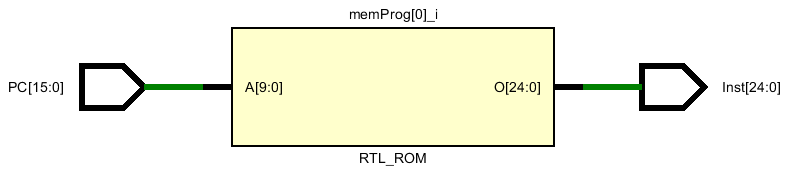 memProg[0]_i
PC[15:0]
A[9:0]
O[24:0]
Inst[24:0]
RTL_ROM